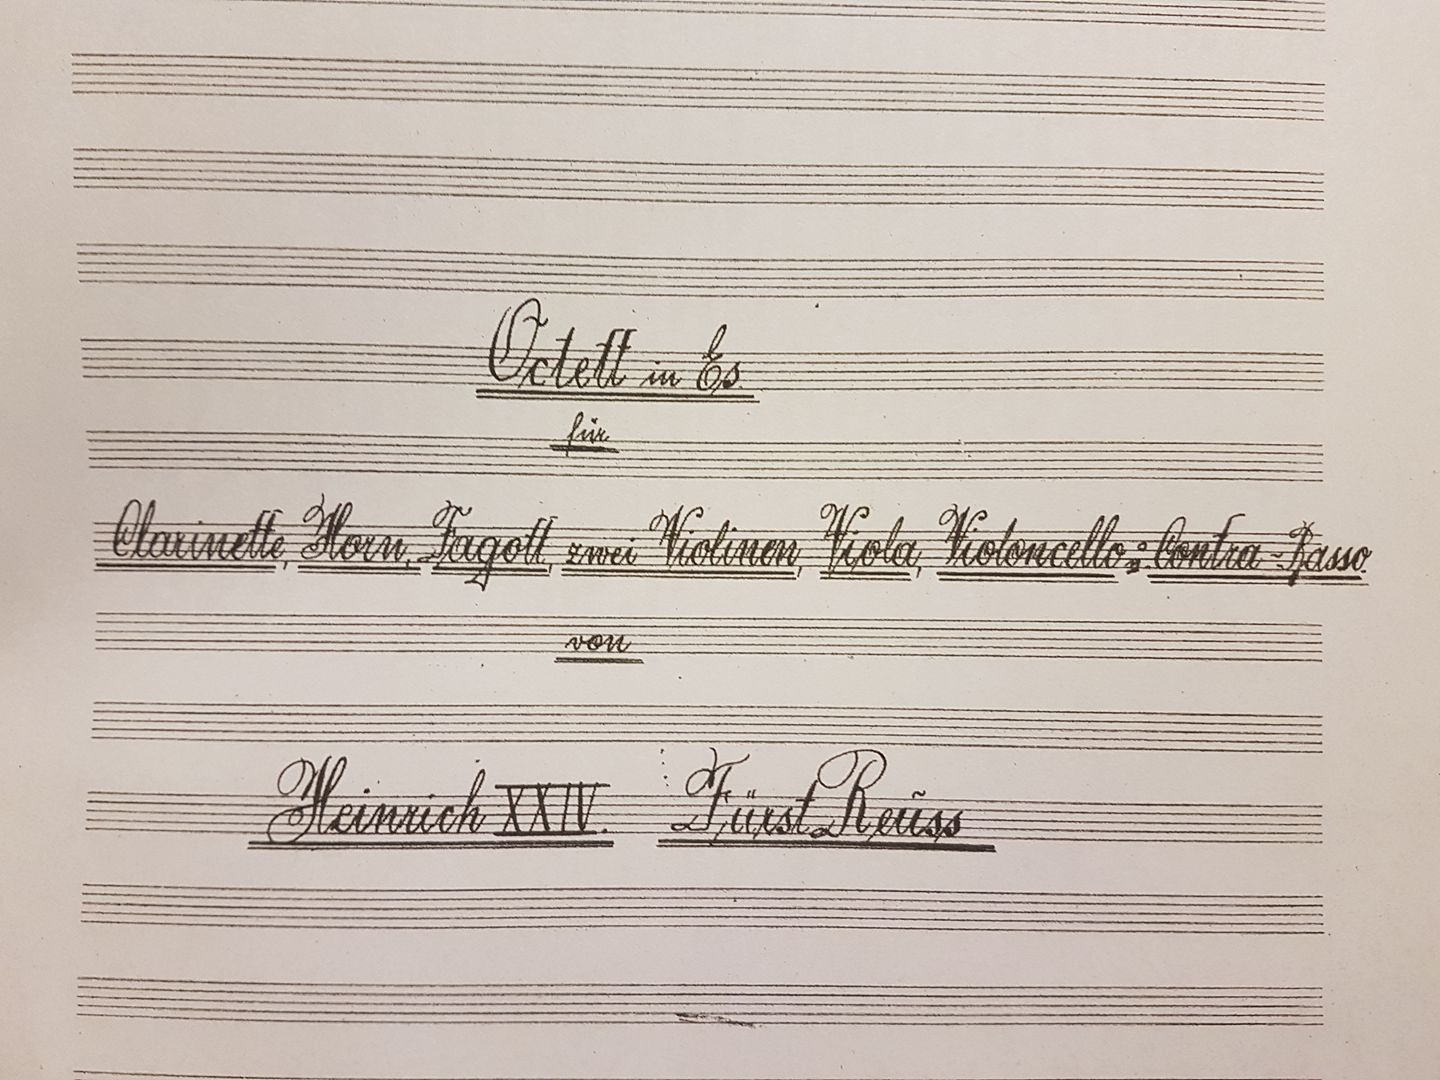 Octett in Es
für
Clarinette, Horn, Fagott, zwei Violinen, Viola, Violoncello & Contra-Basso
von
Heinrich XXIV. Fürst Reuss